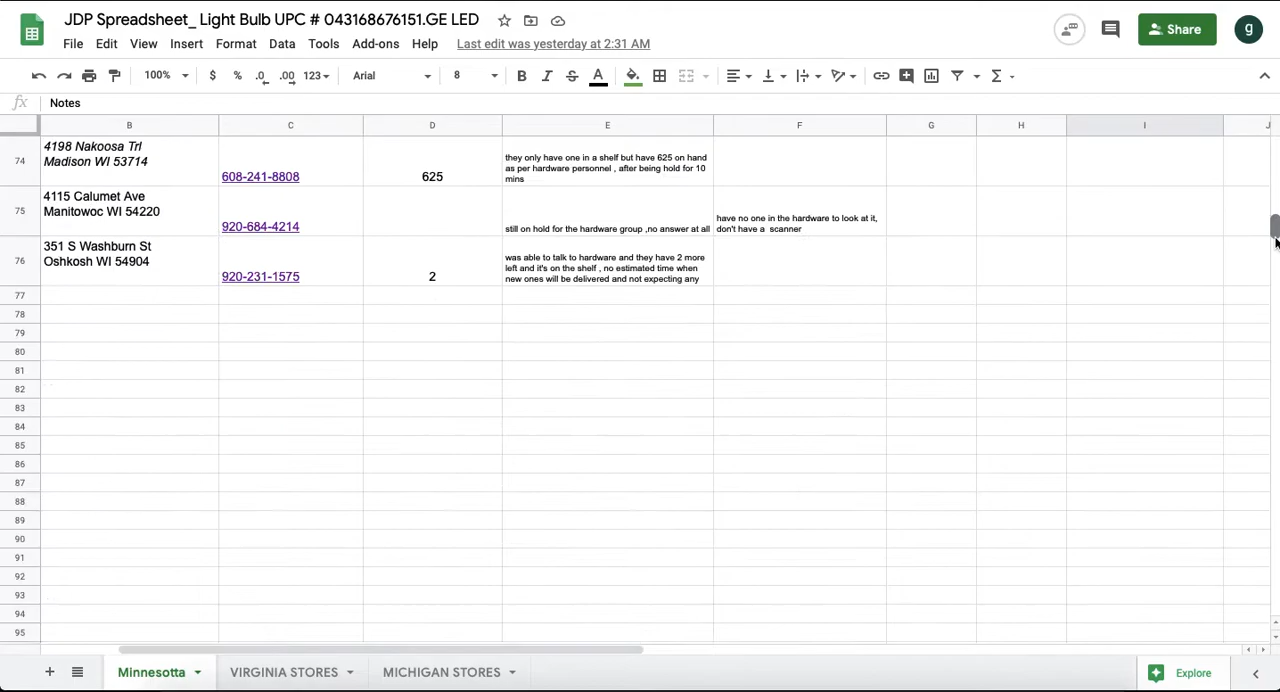 JDP Spreadsheet_ Light Bulb UPC # 043168676151.GE LED
File Edit View Insert Format Data Tools Add-ons Help Last edit was yesterday at 2:31 AM
Share
g
100% $ % .0 .00 123 Arial 8 B I S A
fx Notes
B C D E F G H I J
74
4198 Nakoosa Trl
Madison WI 53714
608-241-8808
625
they only have one in a shelf but have 625 on hand
as per hardware personnel , after being hold for 10
mins
75
4115 Calumet Ave
Manitowoc WI 54220
920-684-4214
still on hold for the hardware group ,no answer at all
have no one in the hardware to look at it,
don't have a scanner
76
351 S Washburn St
Oshkosh WI 54904
920-231-1575
2
was able to talk to hardware and they have 2 more
left and it's on the shelf , no estimated time when
new ones will be delivered and not expecting any
77
78
79
80
81
82
83
84
85
86
87
88
89
90
91
92
93
94
95
Minnesotta VIRGINIA STORES MICHIGAN STORES Explore